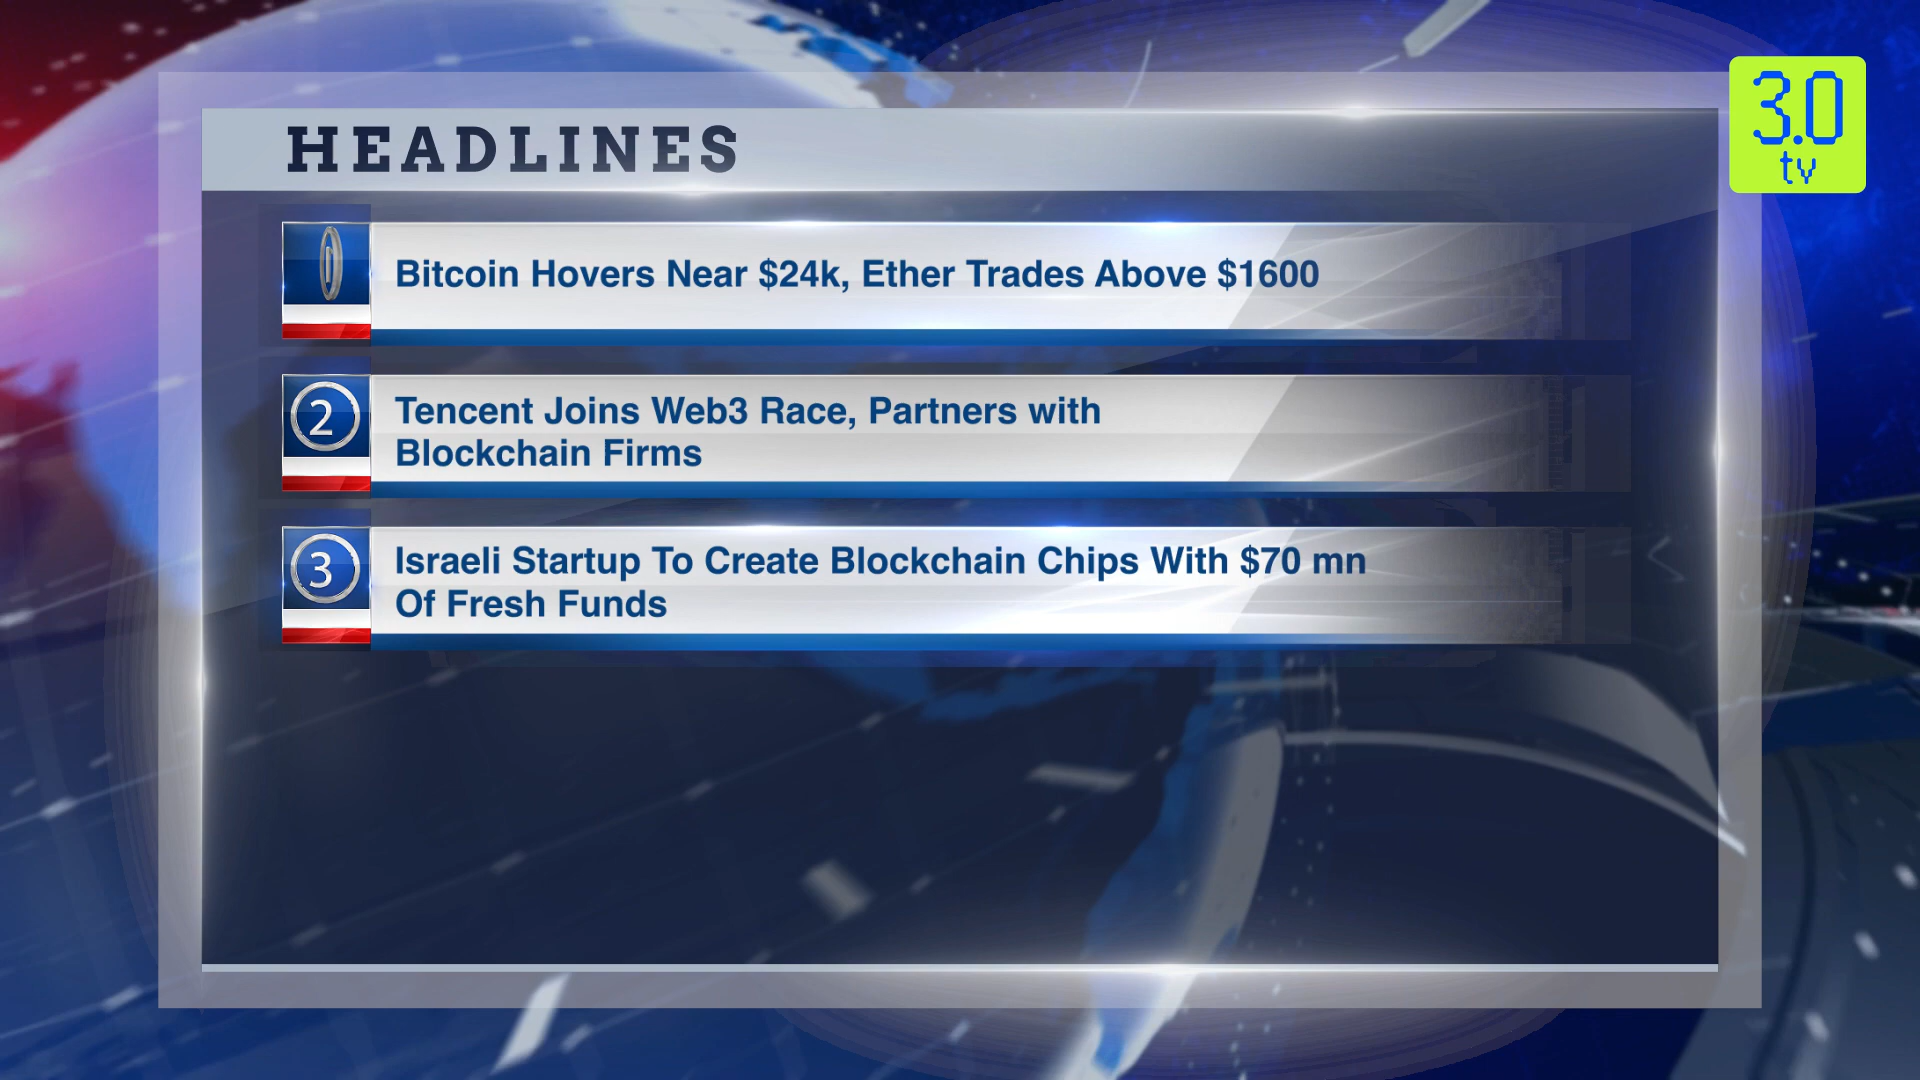 HEADLINES
3.0
tv
Bitcoin Hovers Near $24k, Ether Trades Above $1600
2
Tencent Joins Web3 Race, Partners with
Blockchain Firms
3
Israeli Startup To Create Blockchain Chips With $70 mn
Of Fresh Funds